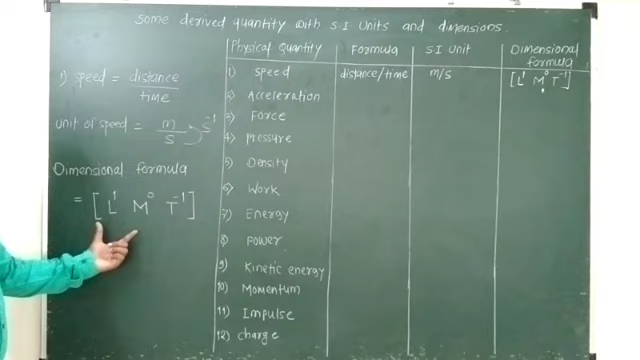 some derived quantity with S.I Units and dimensions.
1) speed = distance / time
unit of speed = m / s s⁻¹
Dimensional formula
= [L¹ M⁰ T⁻¹]
Physical Quantity Formula S.I Unit Dimensional formula
1) speed distance/time m/s [L¹ M⁰ T⁻¹]
2) Acceleration
3) Force
4) Pressure
5) Density
6) Work
7) Energy
8) Power
9) Kinetic energy
10) Momentum
11) Impulse
12) charge